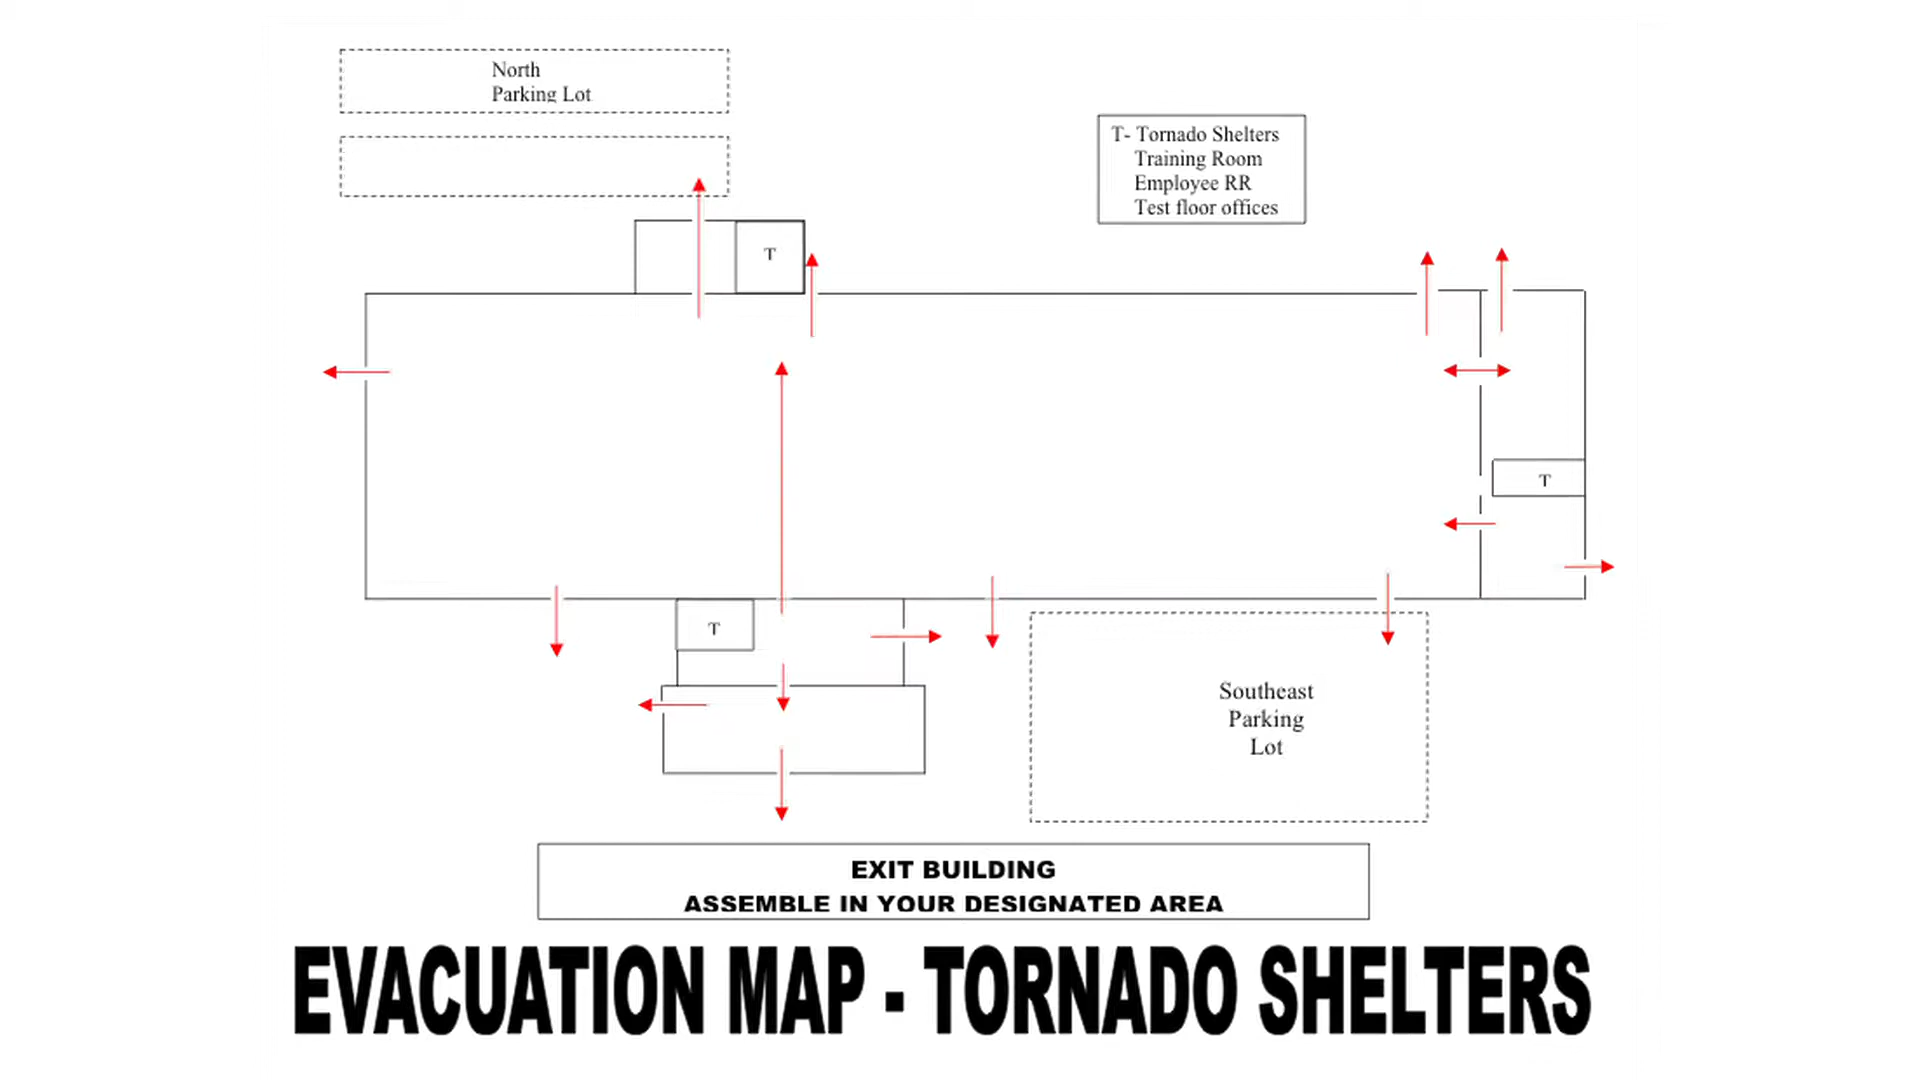 North
Parking Lot
T- Tornado Shelters
Training Room
Employee RR
Test floor offices
T
T
T
Southeast
Parking
Lot
EXIT BUILDING
ASSEMBLE IN YOUR DESIGNATED AREA
EVACUATION MAP - TORNADO SHELTERS